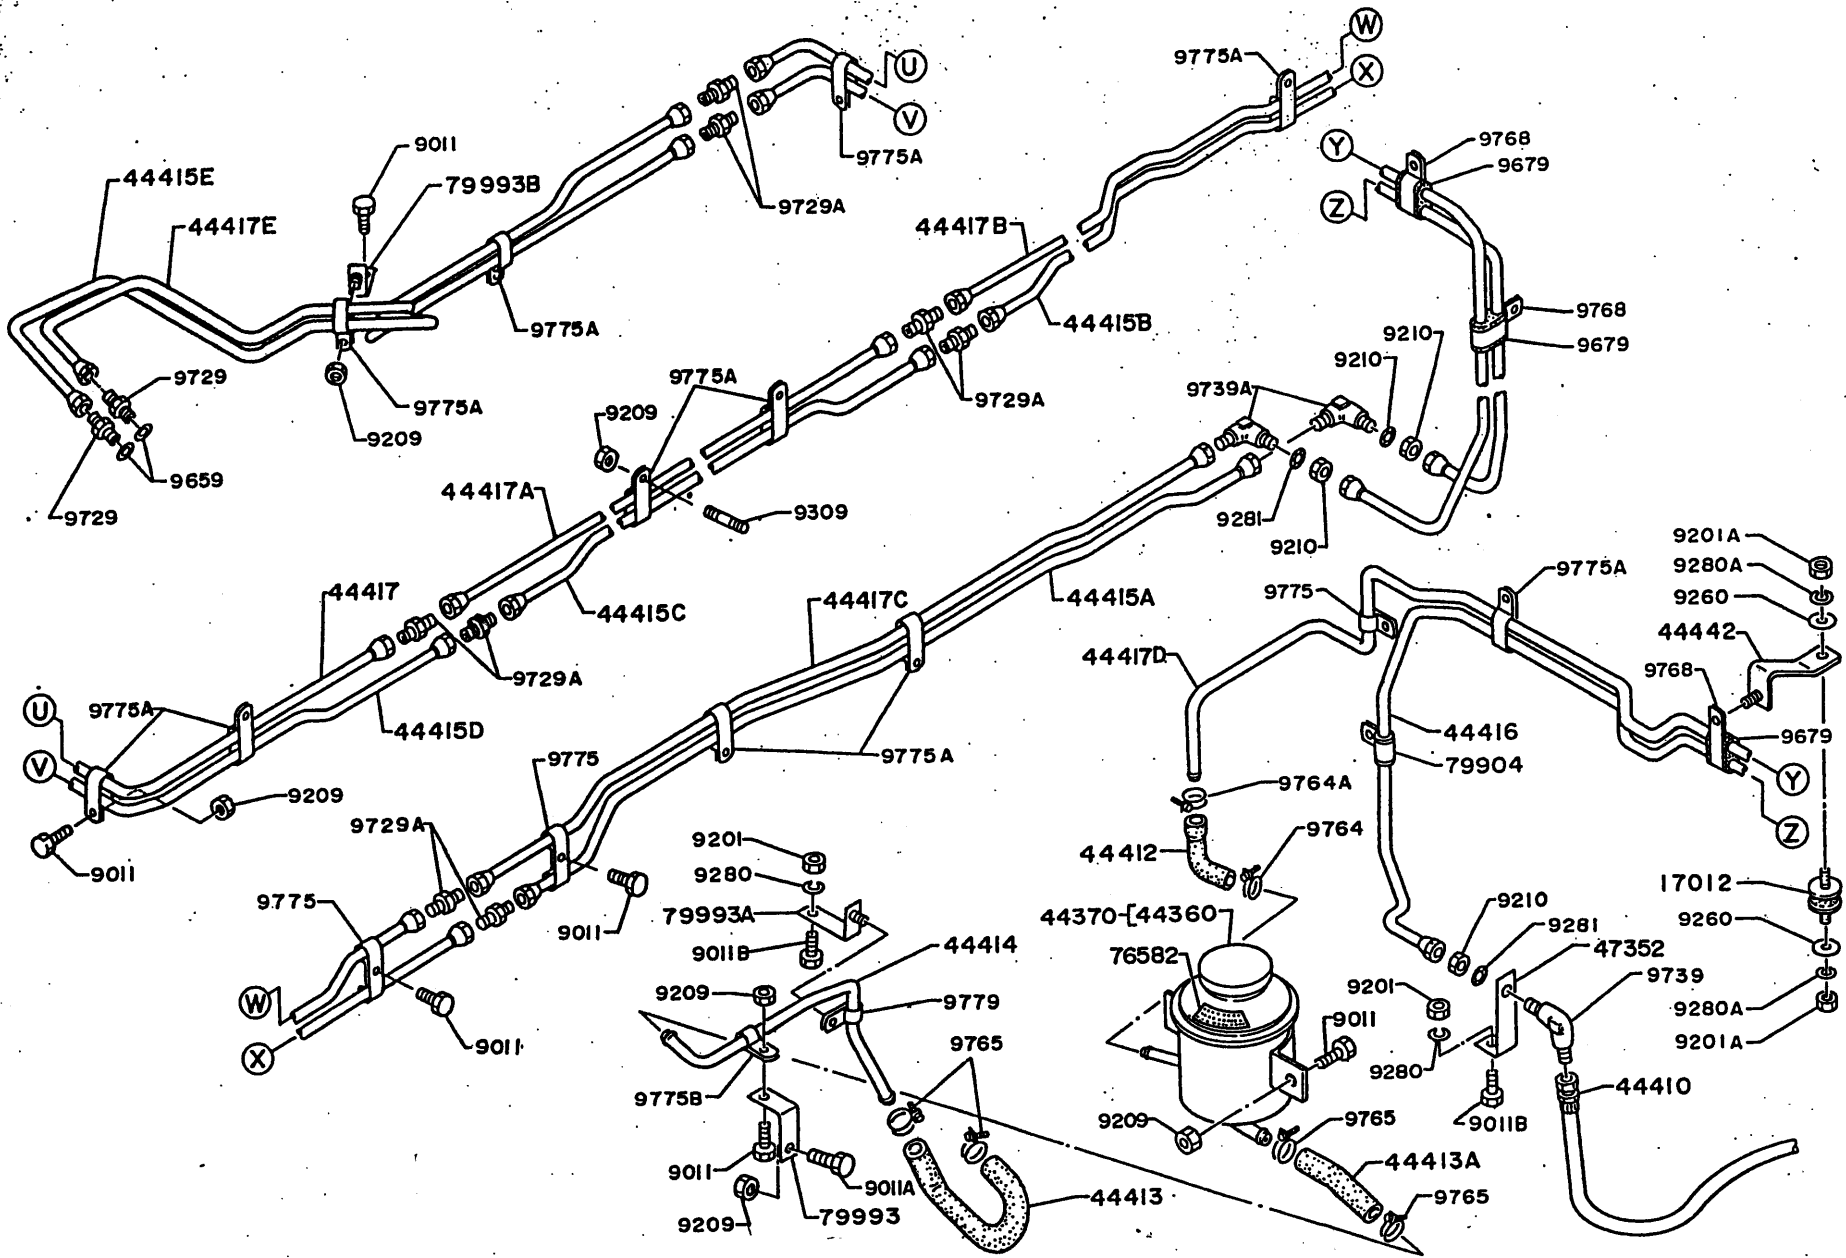 W
9775A
X
U
V
9775A
9011
79993B
44415E
44417E
9729A
9768
Y
9679
Z
44417B
9775A
44415B
9768
9679
9210
9210
9739A
9729
9775A
9209
9659
9729
9775A
9209
9729A
44417A
9309
9281
9210
9201A
9280A
9260
44442
9775A
9775
44417
44415C
44417C
44415A
44417D
9768
9729A
U
9775A
44415D
V
9775
9775A
44416
9679
79904
Y
9209
9764A
9729A
9764
Z
9011
9201
44412
9280
17012
9775
79993A
44370-[44360
9210
9260
9011
9011B
44414
76582
9281
47352
9739
W
9209
9779
9201
9280A
9011
9011
9201A
X
9765
9280
44410
9775B
9209
9765
9011B
9011
9011A
44413A
44413
9765
9209
79993